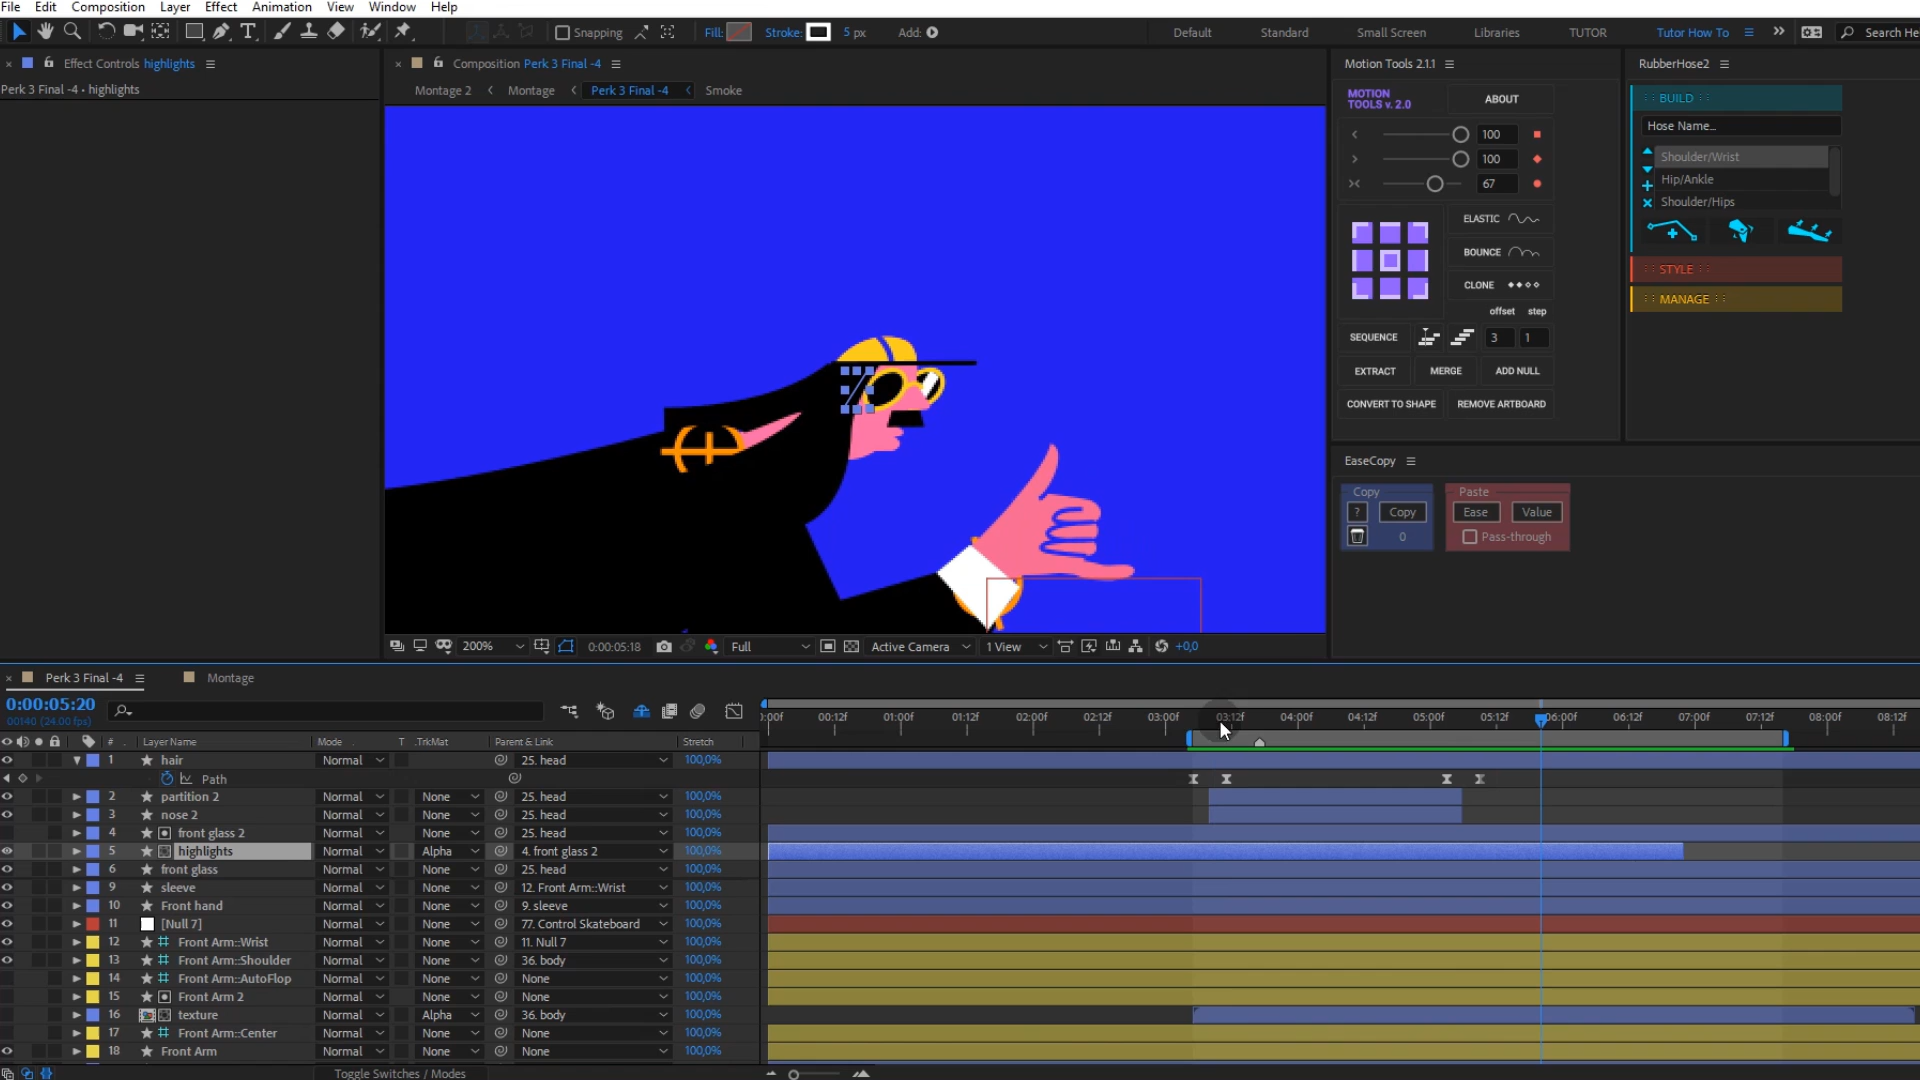 File Edit Composition Layer Effect Animation View Window Help
Snapping Fill: Stroke: 5 px Add: Default Standard Small Screen Libraries TUTOR Tutor How To Search He
Effect Controls highlights
Perk 3 Final -4 • highlights
Composition Perk 3 Final -4
Montage 2 Montage Perk 3 Final -4 Smoke
200% 0:00:05:18 Full Active Camera 1 View +0,0
Motion Tools 2.1.1
MOTION
TOOLS v. 2.0
ABOUT
100
100
67
ELASTIC
BOUNCE
CLONE
offset step
SEQUENCE 3 1
EXTRACT MERGE ADD NULL
CONVERT TO SHAPE REMOVE ARTBOARD
RubberHose2
:: BUILD ::
Hose Name...
Shoulder/Wrist
Hip/Ankle
Shoulder/Hips
:: STYLE ::
:: MANAGE ::
EaseCopy
Copy
? Copy
0
Paste
Ease Value
Pass-through
Perk 3 Final -4 Montage
0:00:05:20
00140 (24.00 fps)
:00f 00:12f 01:00f 01:12f 02:00f 02:12f 03:00f 03:12f 04:00f 04:12f 05:00f 05:12f 06:00f 06:12f 07:00f 07:12f 08:00f 08:12f
# Layer Name Mode T .TrkMat Parent & Link Stretch
1 hair Normal 25. head 100,0%
Path
2 partition 2 Normal None 25. head 100,0%
3 nose 2 Normal None 25. head 100,0%
4 front glass 2 Normal None 25. head 100,0%
5 highlights Normal Alpha 4. front glass 2 100,0%
6 front glass Normal None 25. head 100,0%
9 sleeve Normal None 12. Front Arm::Wrist 100,0%
10 Front hand Normal None 9. sleeve 100,0%
11 [Null 7] Normal None 77. Control Skateboard 100,0%
12 Front Arm::Wrist Normal None 11. Null 7 100,0%
13 Front Arm::Shoulder Normal None 36. body 100,0%
14 Front Arm::AutoFlop Normal None None 100,0%
15 Front Arm 2 Normal None None 100,0%
16 texture Normal Alpha 36. body 100,0%
17 Front Arm::Center Normal None None 100,0%
18 Front Arm Normal None None 100,0%
Toggle Switches / Modes